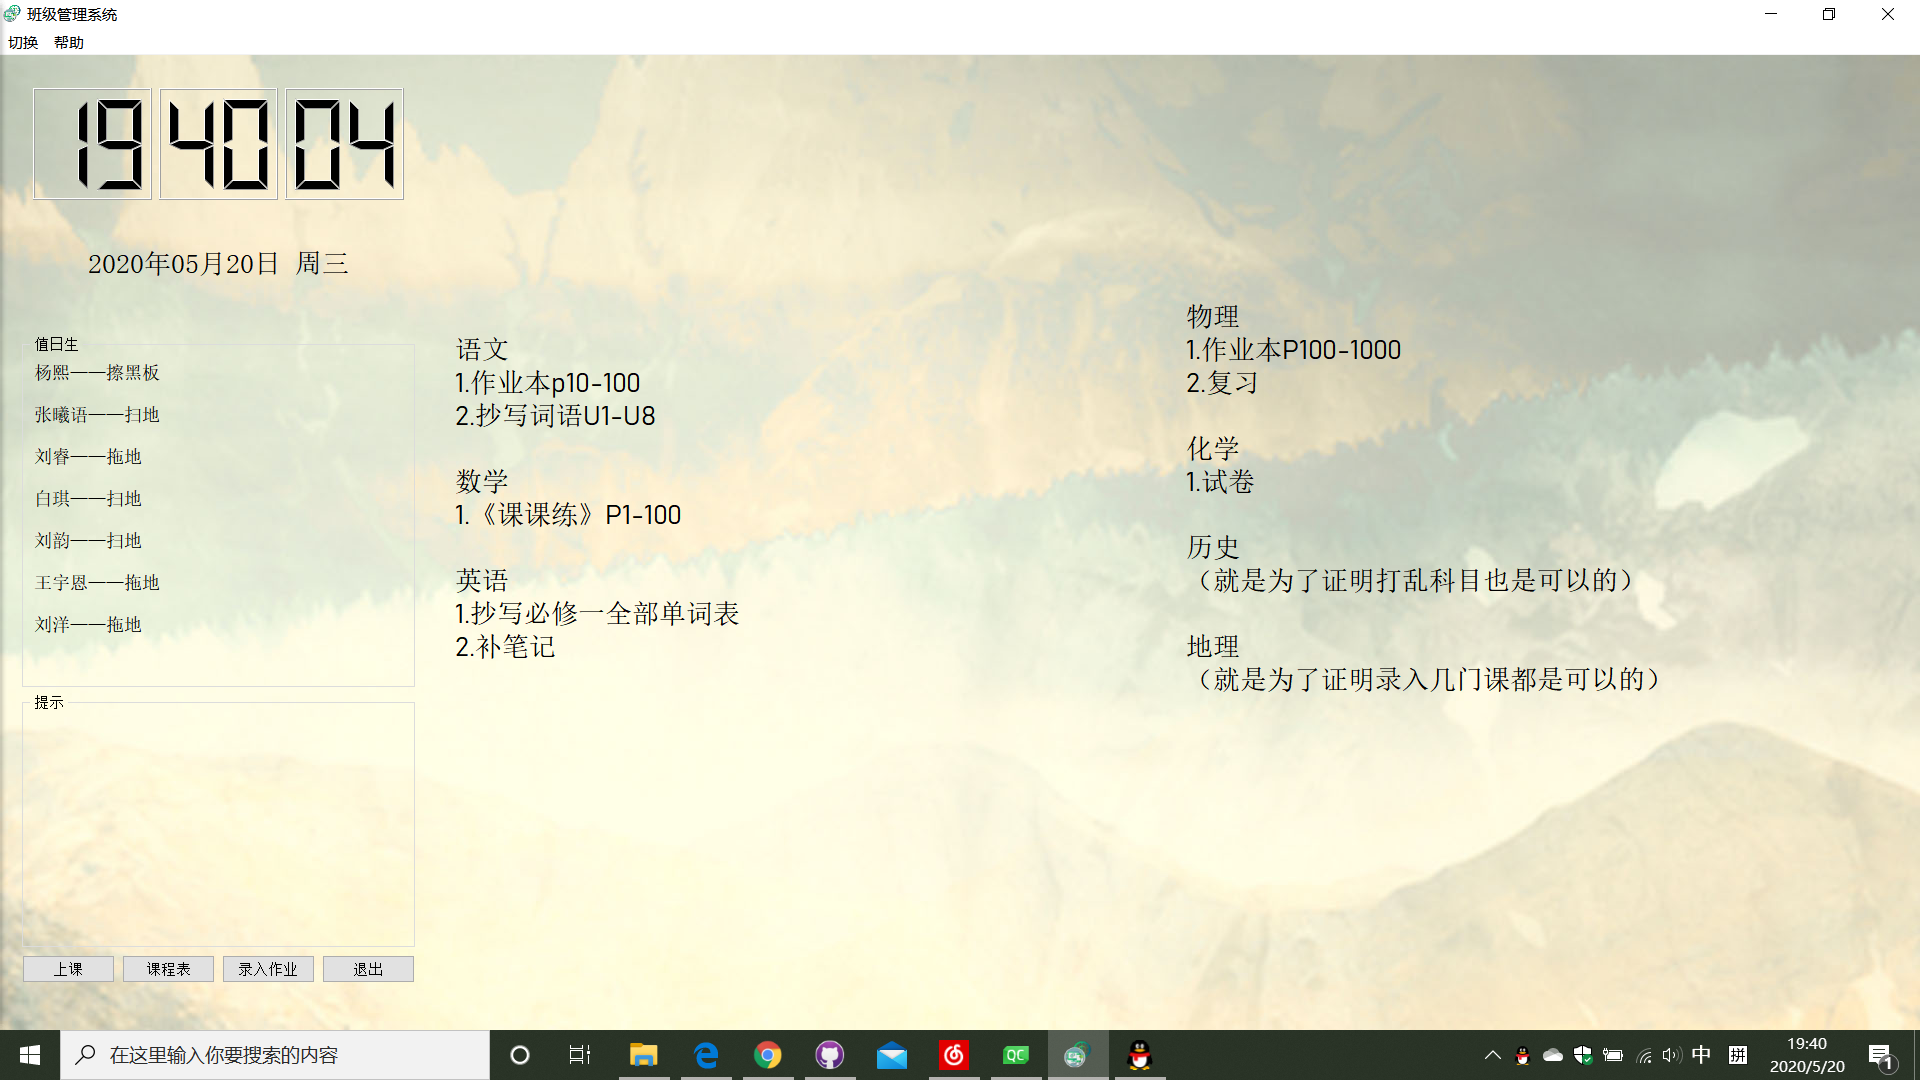 班级管理系统
切换 帮助
19 40 04
2020年05月20日 周三
值日生
杨熙——擦黑板
张曦语——扫地
刘睿——拖地
白琪——扫地
刘韵——扫地
王宇恩——拖地
刘洋——拖地
提示
上课 课程表 录入作业 退出
语文
1.作业本p10-100
2.抄写词语U1-U8
数学
1.《课课练》P1-100
英语
1.抄写必修一全部单词表
2.补笔记
物理
1.作业本P100-1000
2.复习
化学
1.试卷
历史
（就是为了证明打乱科目也是可以的）
地理
（就是为了证明录入几门课都是可以的）
在这里输入你要搜索的内容
QC
中 拼
19:40
2020/5/20
1